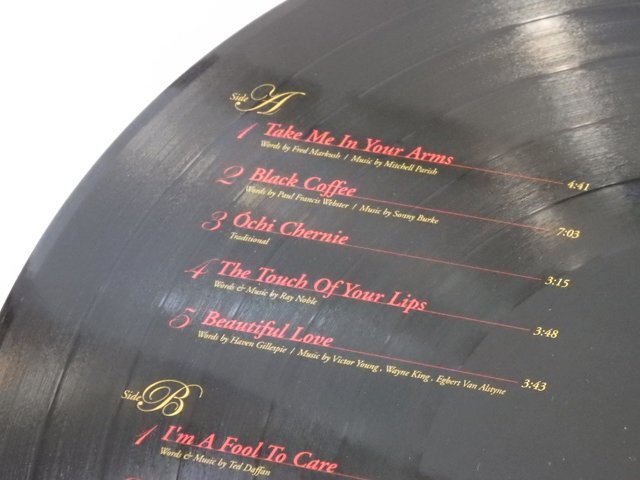 Side A
1 Take Me In Your Arms 4:41
Words by Fred Markush / Music by Mitchell Parish
2 Black Coffee 7:03
Words by Paul Francis Webster / Music by Sonny Burke
3 Ochi Chernie 3:15
Traditional
4 The Touch Of Your Lips 3:48
Words & Music by Ray Noble
5 Beautiful Love 3:43
Words by Haven Gillespie / Music by Victor Young, Wayne King, Egbert Van Alstyne
Side B
1 I'm A Fool To Care
Words & Music by Ted Daffan